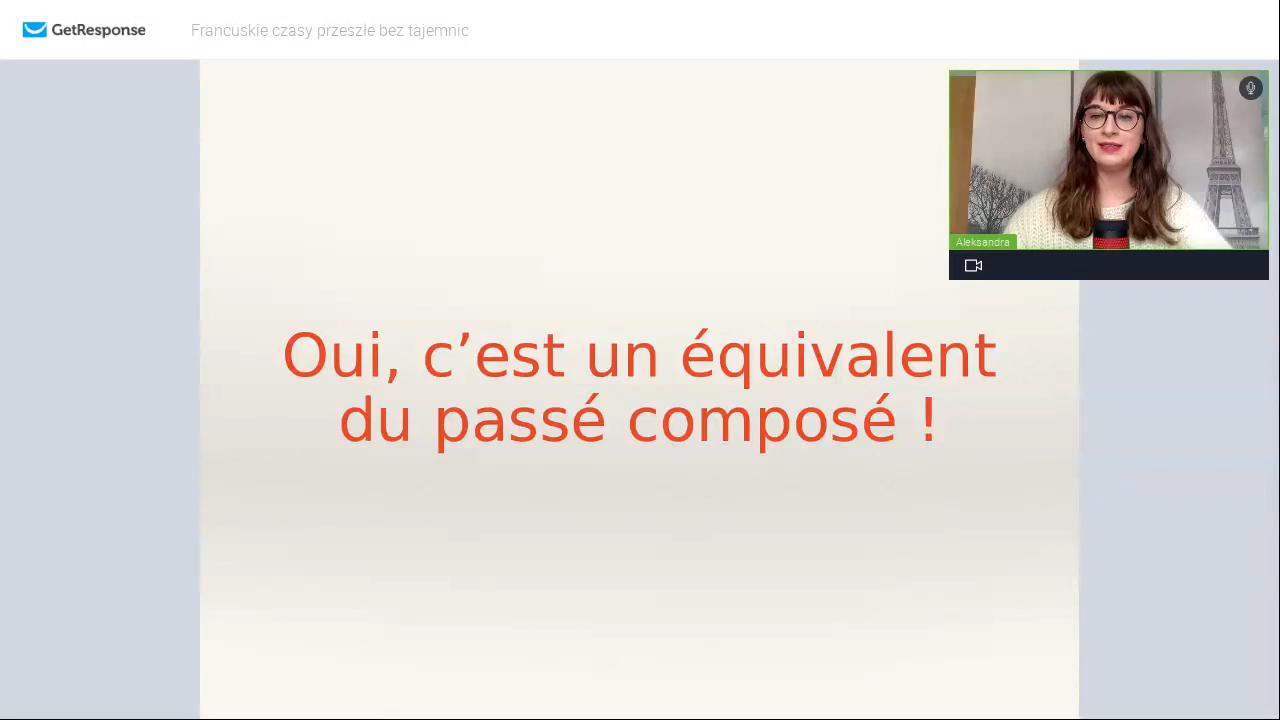 GetResponse
Francuskie czasy przeszłe bez tajemnic
Aleksandra
Oui, c’est un équivalent
du passé composé !